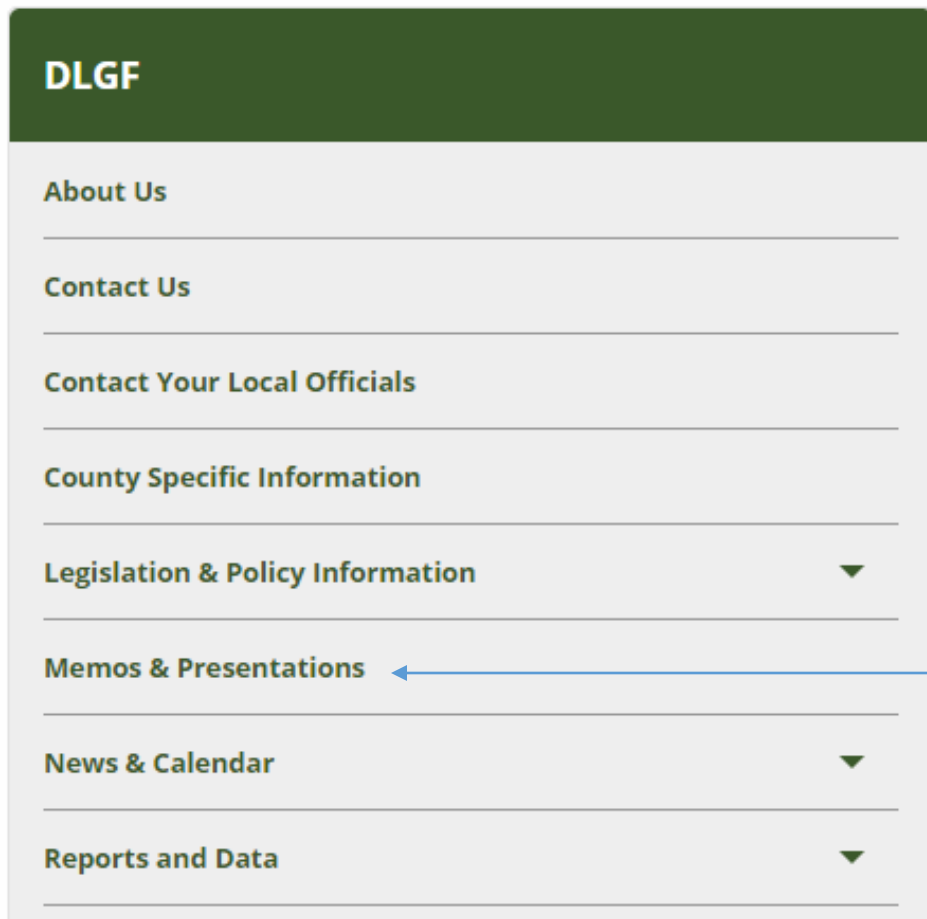 DLGF
About Us
Contact Us
Contact Your Local Officials
County Specific Information
Legislation & Policy Information
Memos & Presentations
News & Calendar
Reports and Data